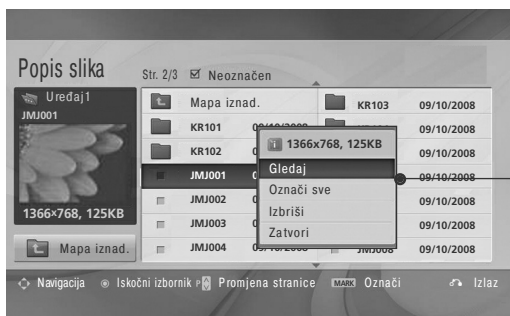 Popis slika
Str. 2/3 Neoznačen
Uređaj1
JMJ001
1366x768, 125KB
Mapa iznad.
Mapa iznad.
KR101
KR102
JMJ001
JMJ002
JMJ003
JMJ004
KR103 09/10/2008
09/10/2008
09/10/2008
09/10/2008
09/10/2008
09/10/2008
JMJ008 09/10/2008
1366x768, 125KB
Gledaj
Označi sve
Izbriši
Zatvori
Navigacija Iskočni izbornik P Promjena stranice MARK Označi Izlaz